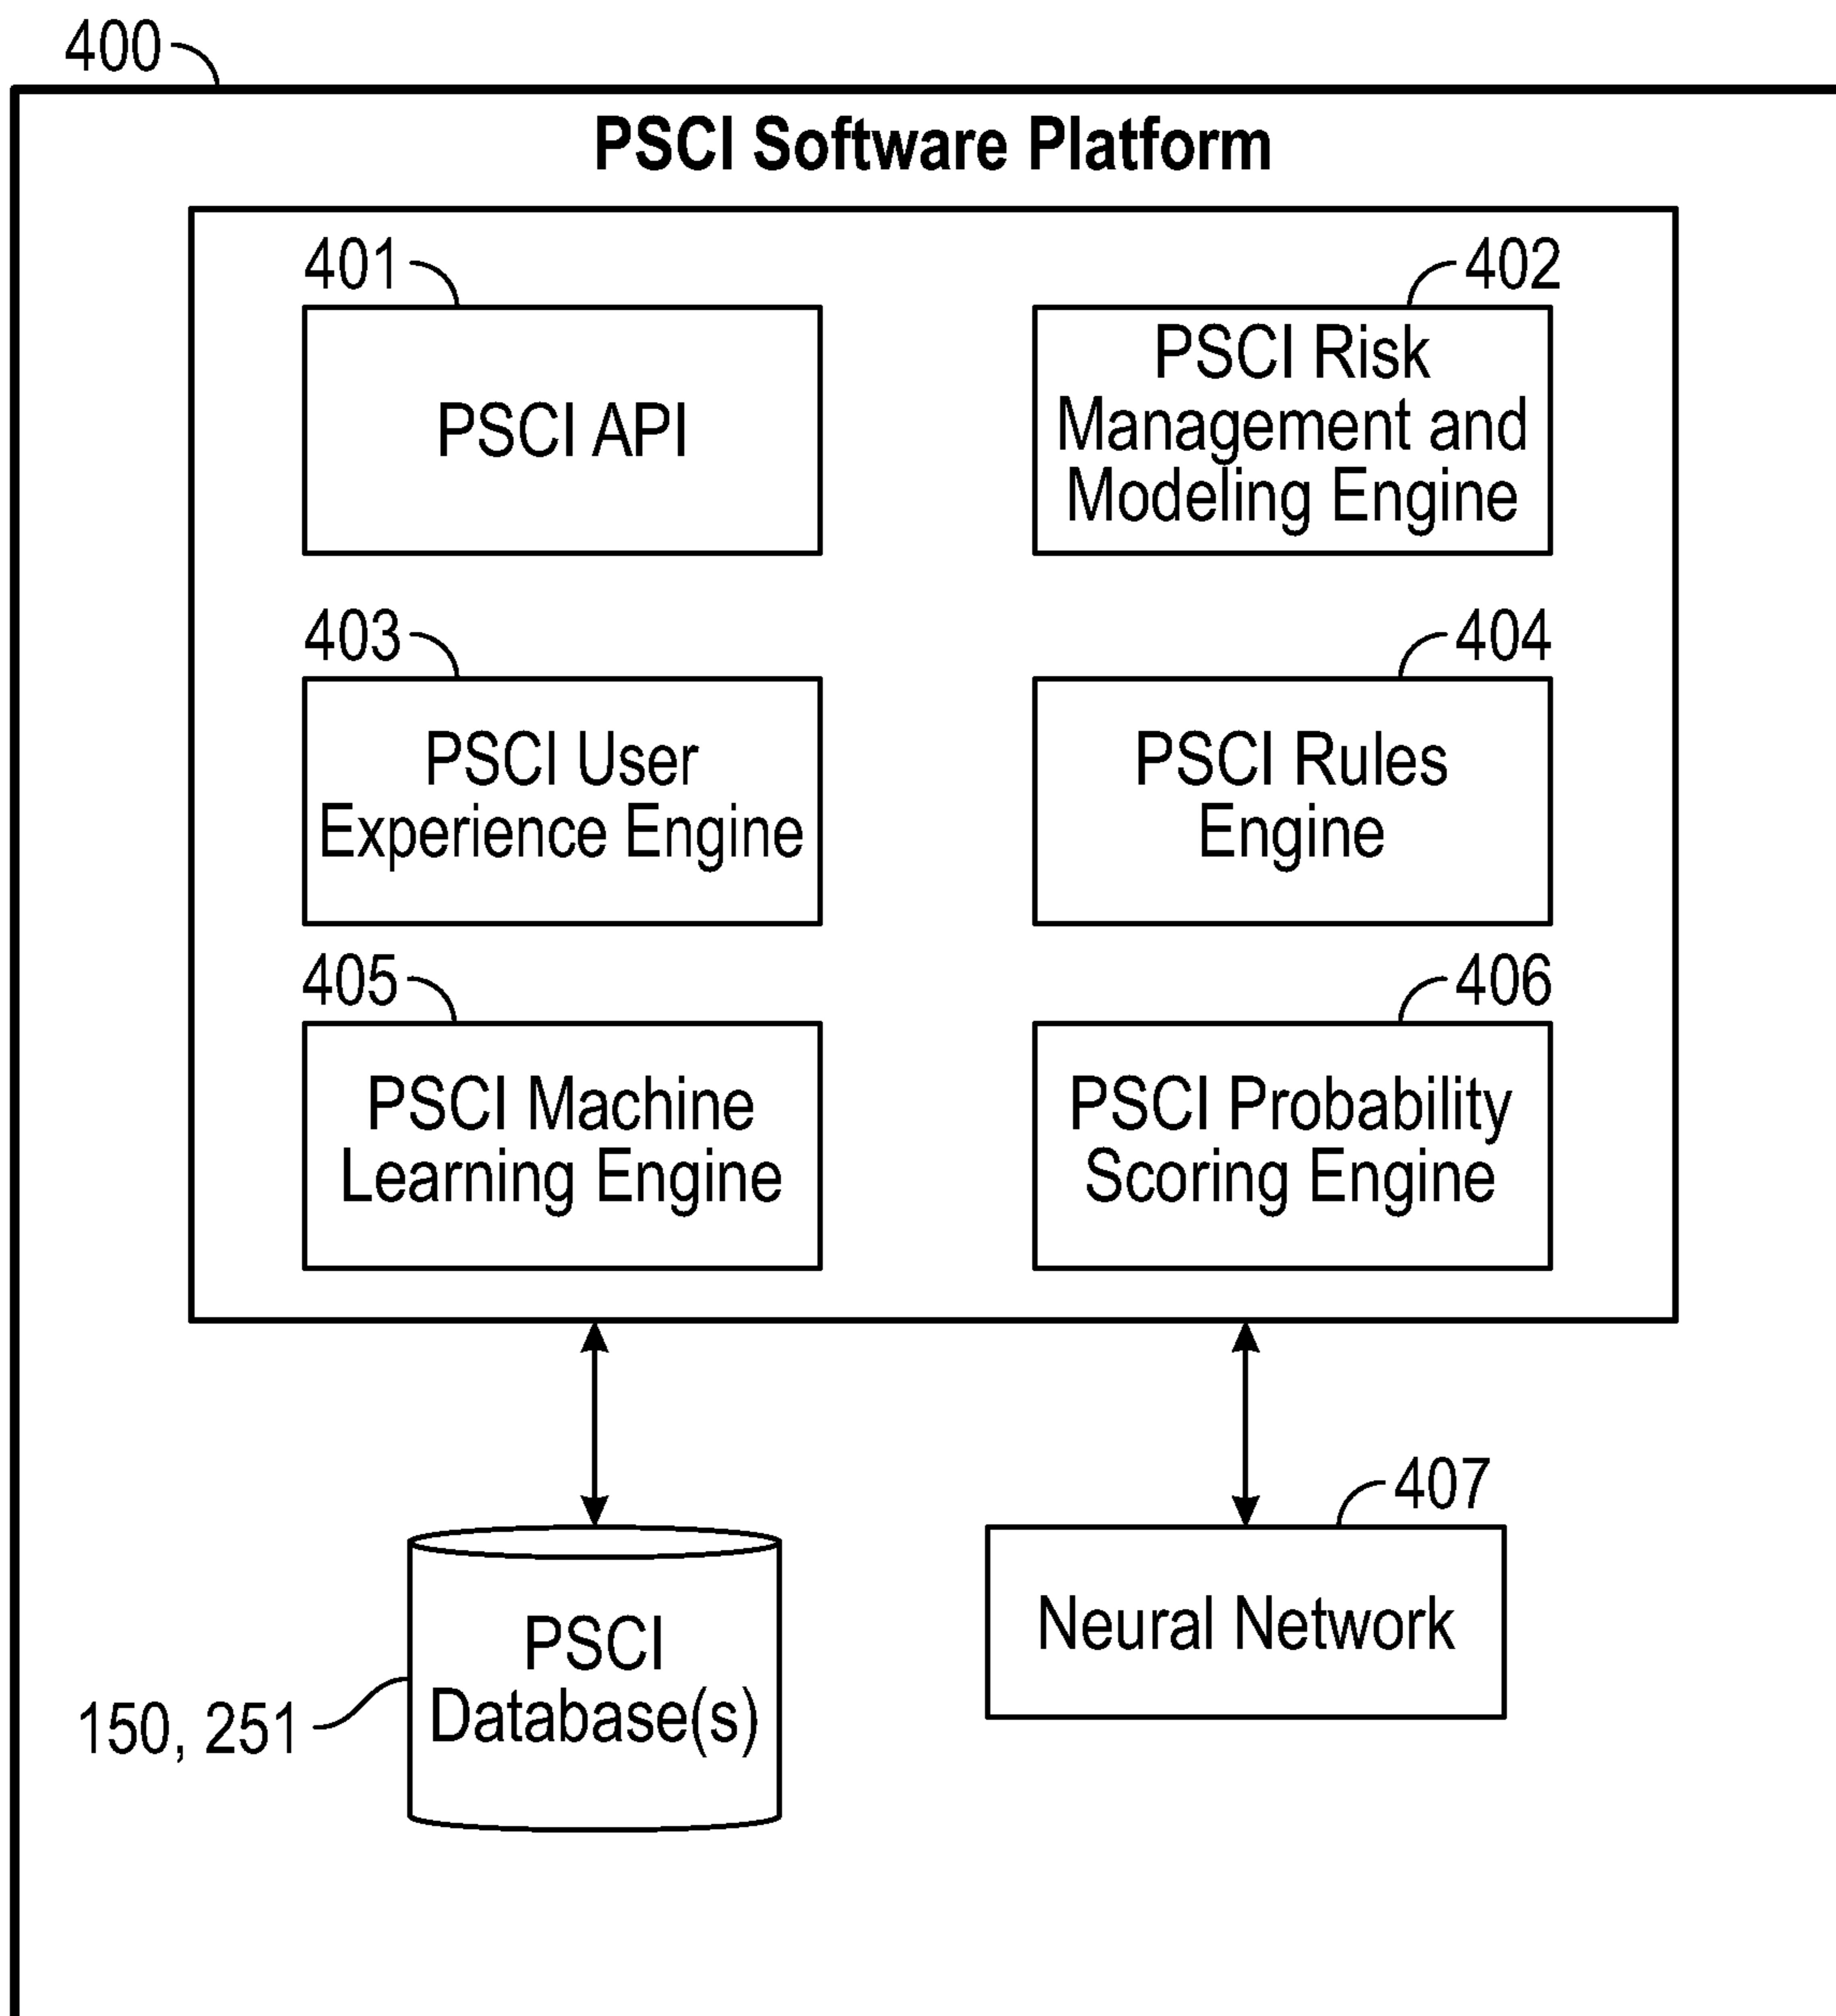 400
PSCI Software Platform
401
402
PSCI API
PSCI Risk
Management and
Modeling Engine
403
404
PSCI User
Experience Engine
PSCI Rules
Engine
405
406
PSCI Machine
Learning Engine
PSCI Probability
Scoring Engine
407
PSCI
Database(s)
150, 251
Neural Network